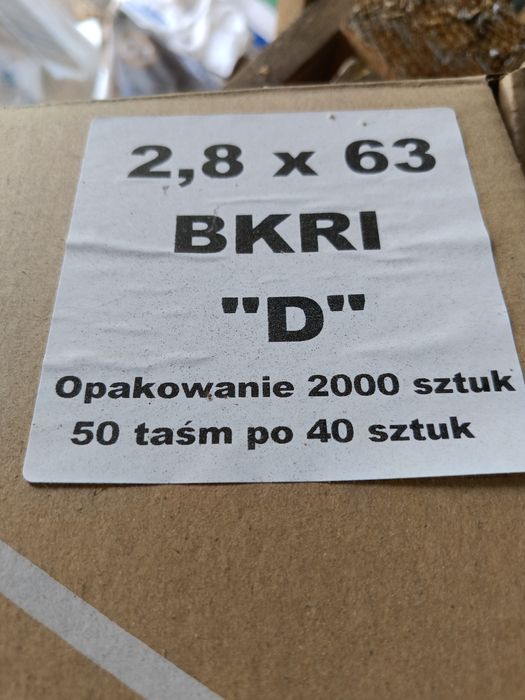 2,8 x 63
BKRI
"D"
Opakowanie 2000 sztuk
50 taśm po 40 sztuk